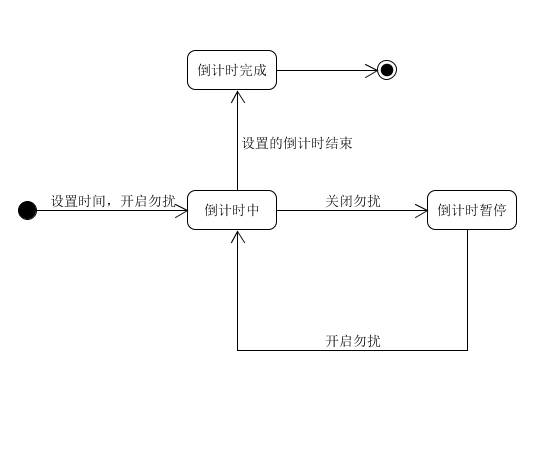 倒计时完成
设置的倒计时结束
设置时间，开启勿扰
倒计时中
关闭勿扰
倒计时暂停
开启勿扰